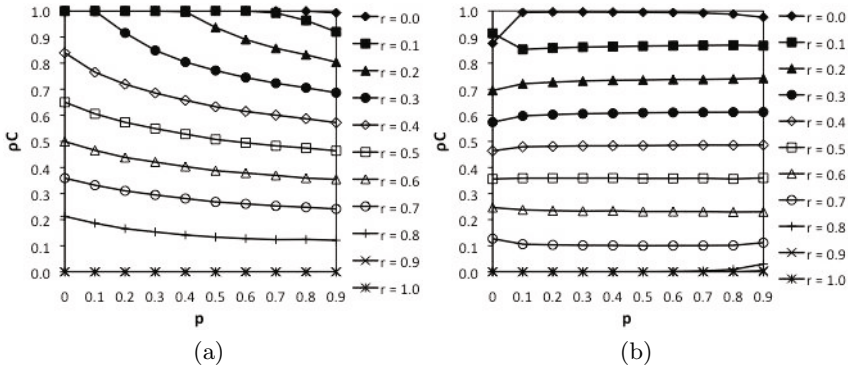 1.0
0.9
0.8
0.7
0.6
0.5
0.4
0.3
0.2
0.1
0.0
ρC
0 0.1 0.2 0.3 0.4 0.5 0.6 0.7 0.8 0.9
p
r = 0.0
r = 0.1
r = 0.2
r = 0.3
r = 0.4
r = 0.5
r = 0.6
r = 0.7
r = 0.8
r = 0.9
r = 1.0
(a)
1.0
0.9
0.8
0.7
0.6
0.5
0.4
0.3
0.2
0.1
0.0
ρC
0 0.1 0.2 0.3 0.4 0.5 0.6 0.7 0.8 0.9
p
r = 0.0
r = 0.1
r = 0.2
r = 0.3
r = 0.4
r = 0.5
r = 0.6
r = 0.7
r = 0.8
r = 0.9
r = 1.0
(b)